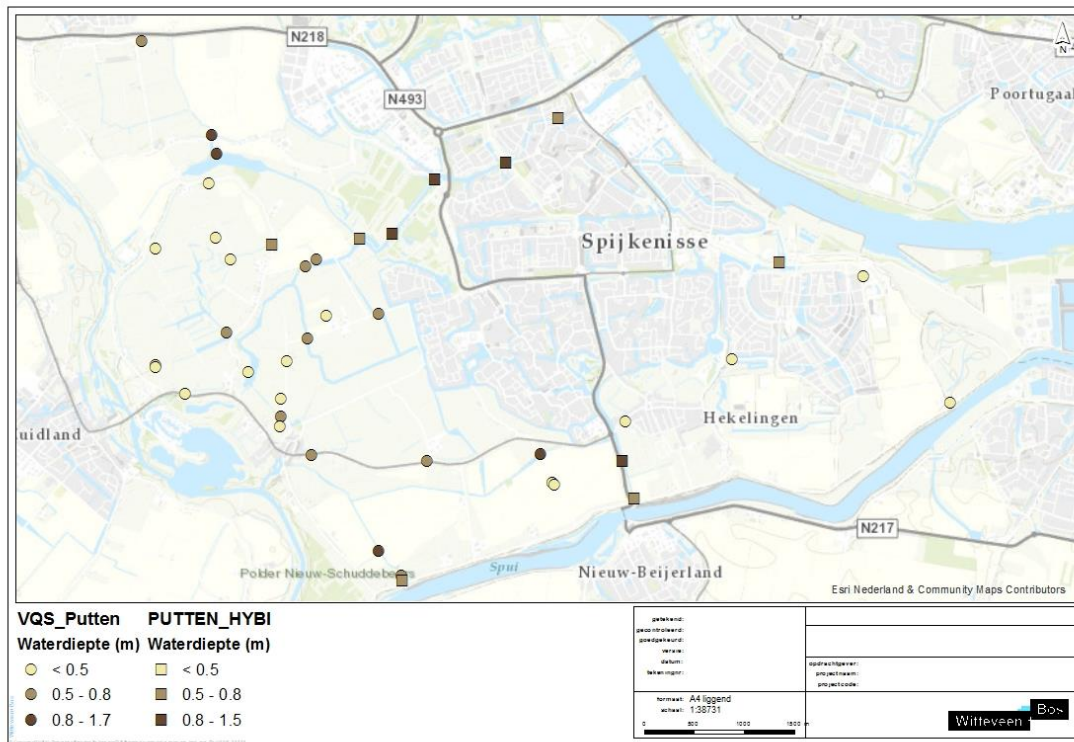 N218
N493
N
Poortugaal
Spijkenisse
Hekelingen
uidland
N217
Polder Nieuw-Schuddebeurs
Spui
Nieuw-Beijerland
Esri Nederland & Community Maps Contributors
VQS_Putten PUTTEN_HYBI
Waterdiepte (m) Waterdiepte (m)
< 0.5 < 0.5
0.5 - 0.8 0.5 - 0.8
0.8 - 1.7 0.8 - 1.5
getekend:
gecontroleerd:
goedgekeurd:
versie:
datum:
tekeningnr:
opdrachtgever:
projectnaam:
projectcode:
formaat: A4 liggend
schaal: 1:38731
0 500 1000 1500 m
Witteveen + Bos